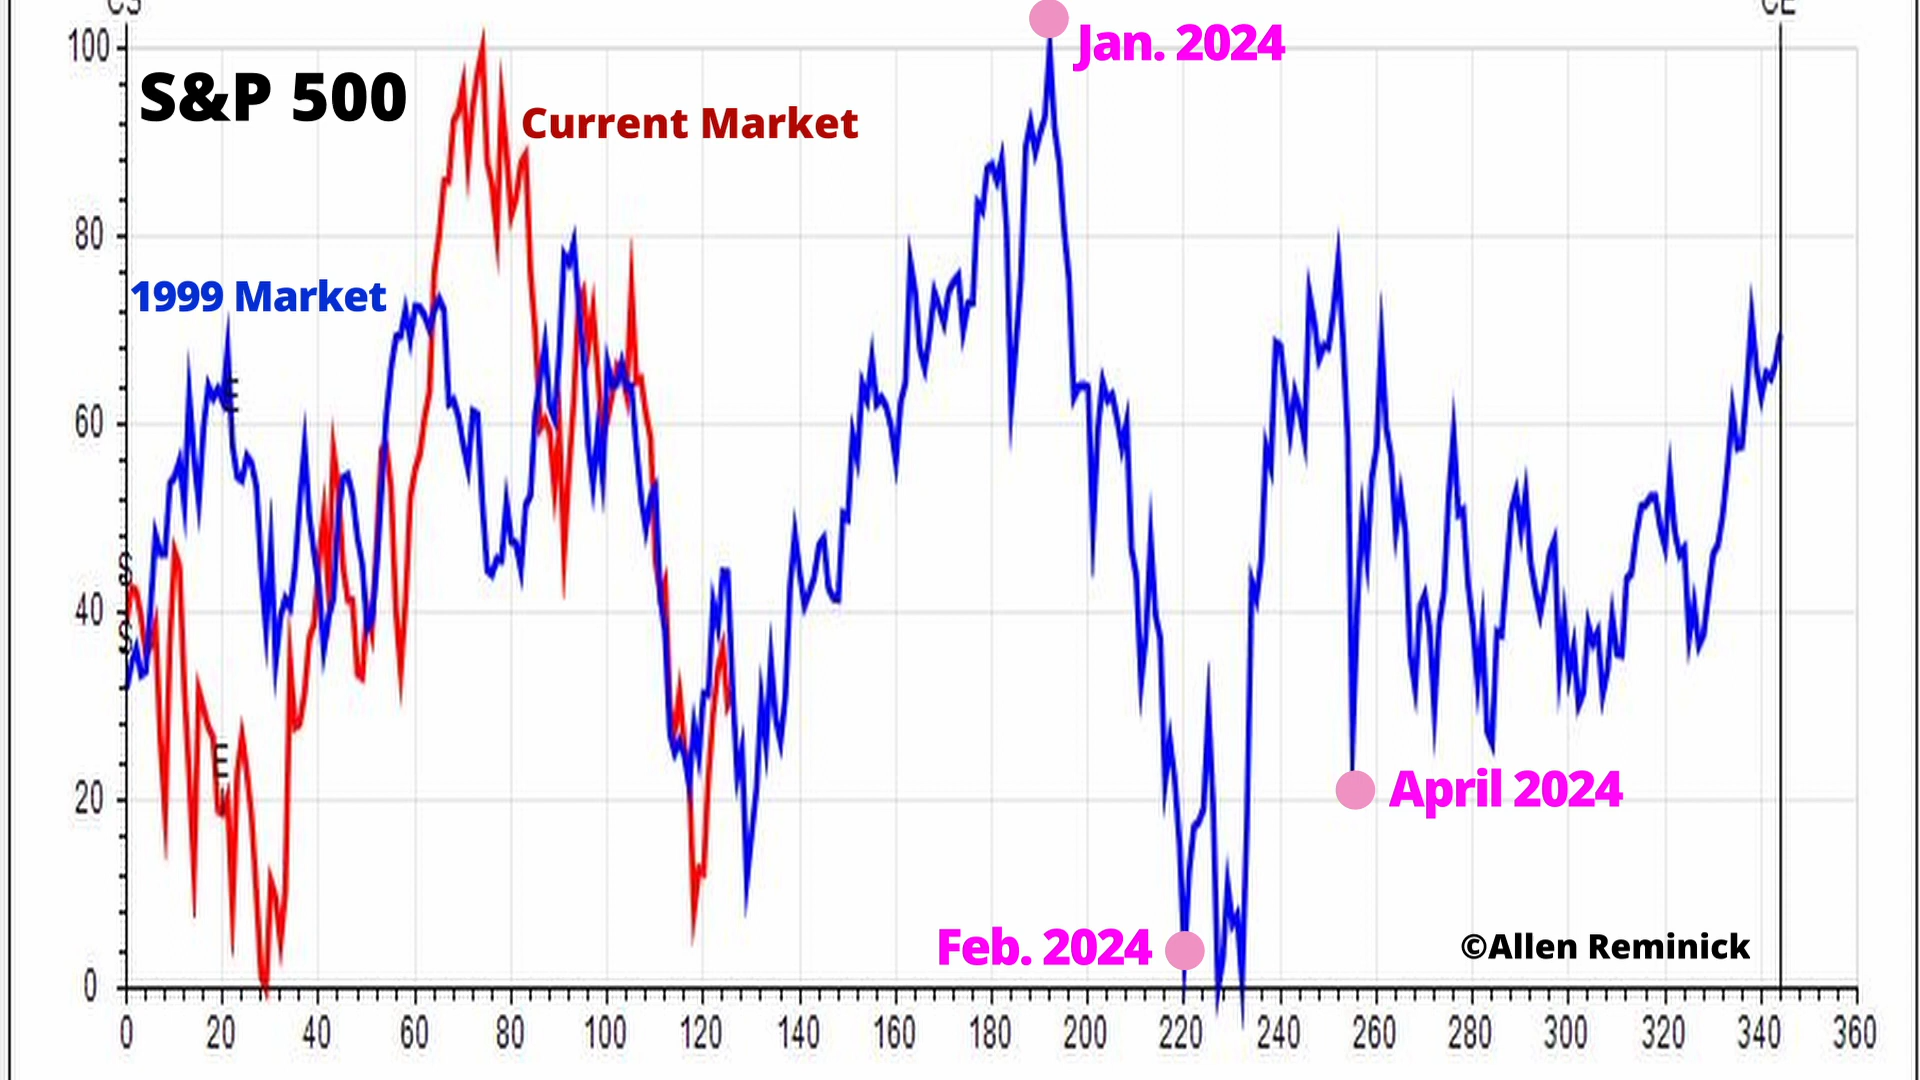 CS
CE
100
S&P 500
Jan. 2024
Current Market
80
1999 Market
E
60
S
40
S
E
20
April 2024
Feb. 2024
©Allen Reminick
0
0 20 40 60 80 100 120 140 160 180 200 220 240 260 280 300 320 340 360